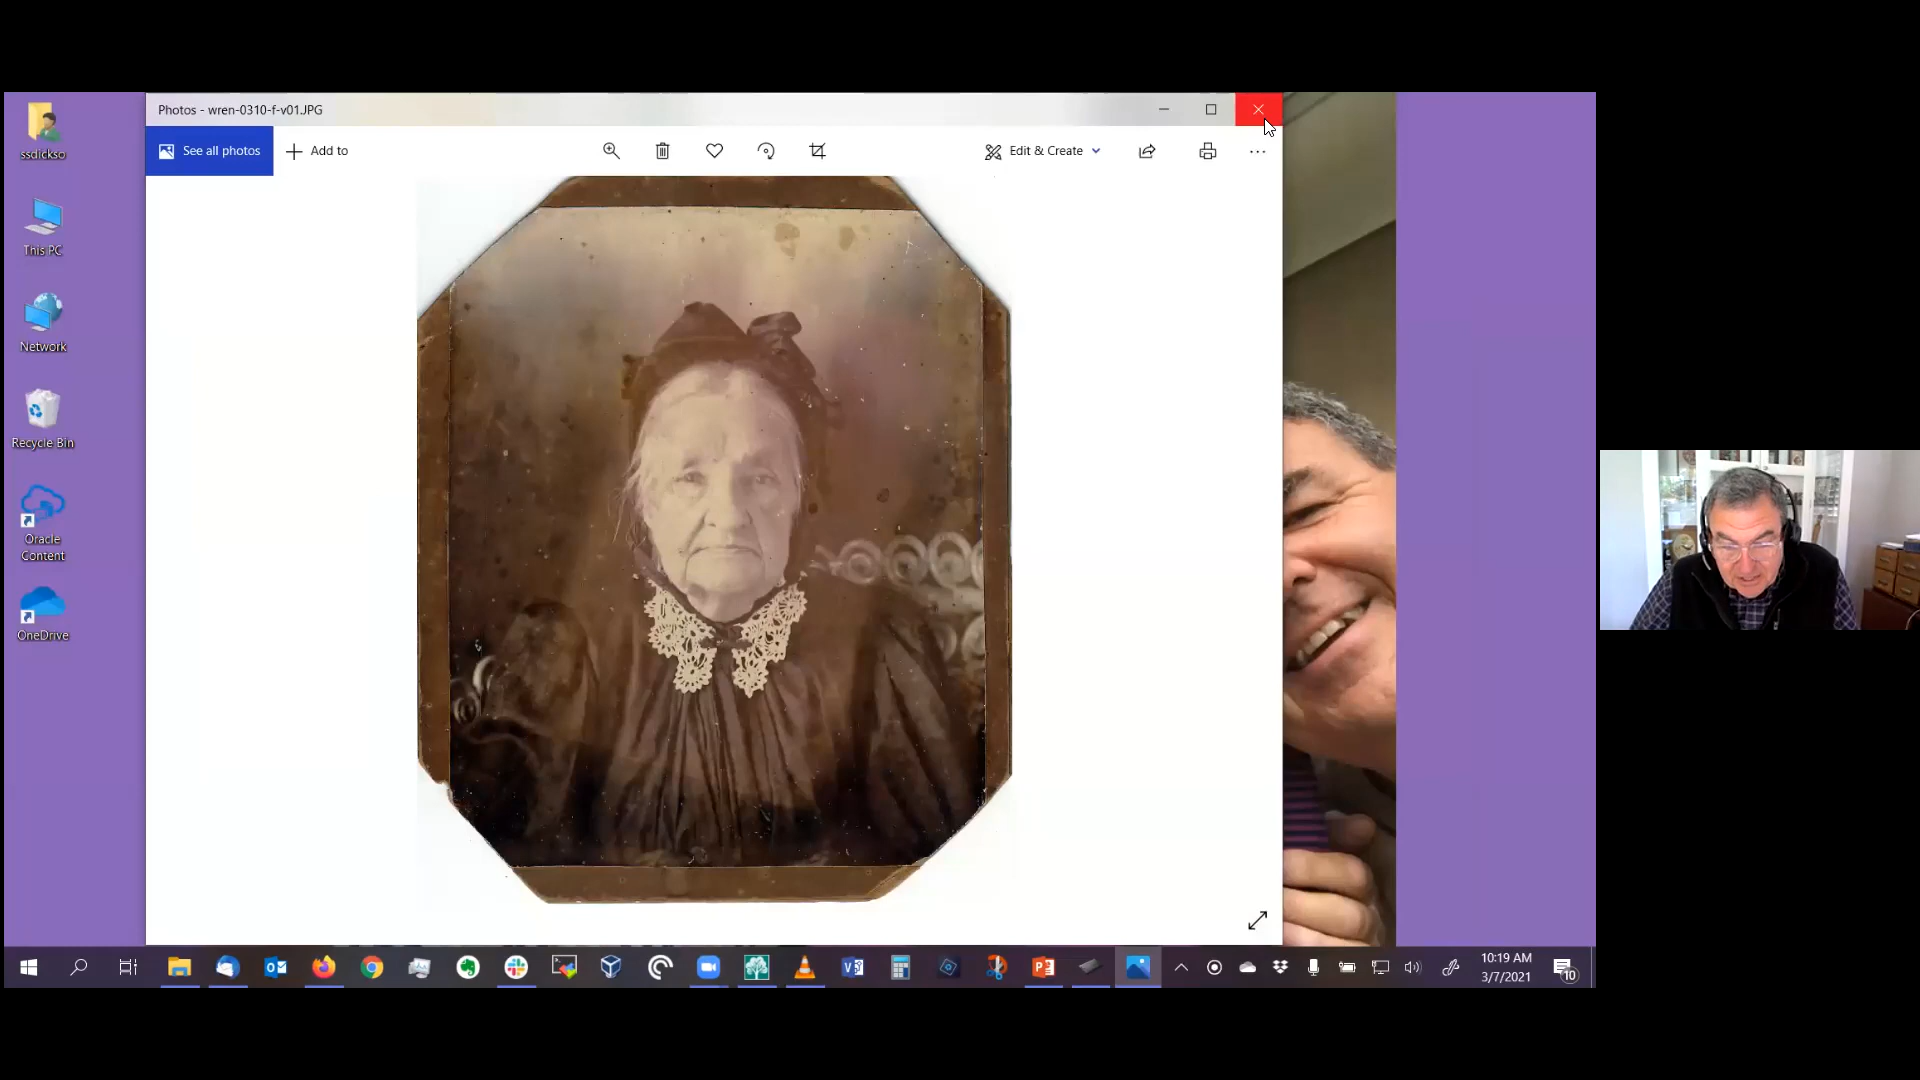 Photos - wren-0310-f-v01.JPG
See all photos
Add to
Edit & Create
ssdickso
This PC
Network
Recycle Bin
Oracle
Content
OneDrive
10:19 AM
3/7/2021
10